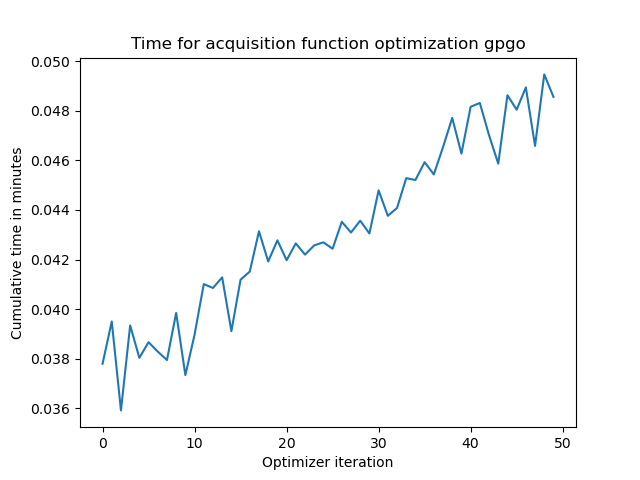 Time for acquisition function optimization gpgo
Cumulative time in minutes
0.050
0.048
0.046
0.044
0.042
0.040
0.038
0.036
0 10 20 30 40 50
Optimizer iteration